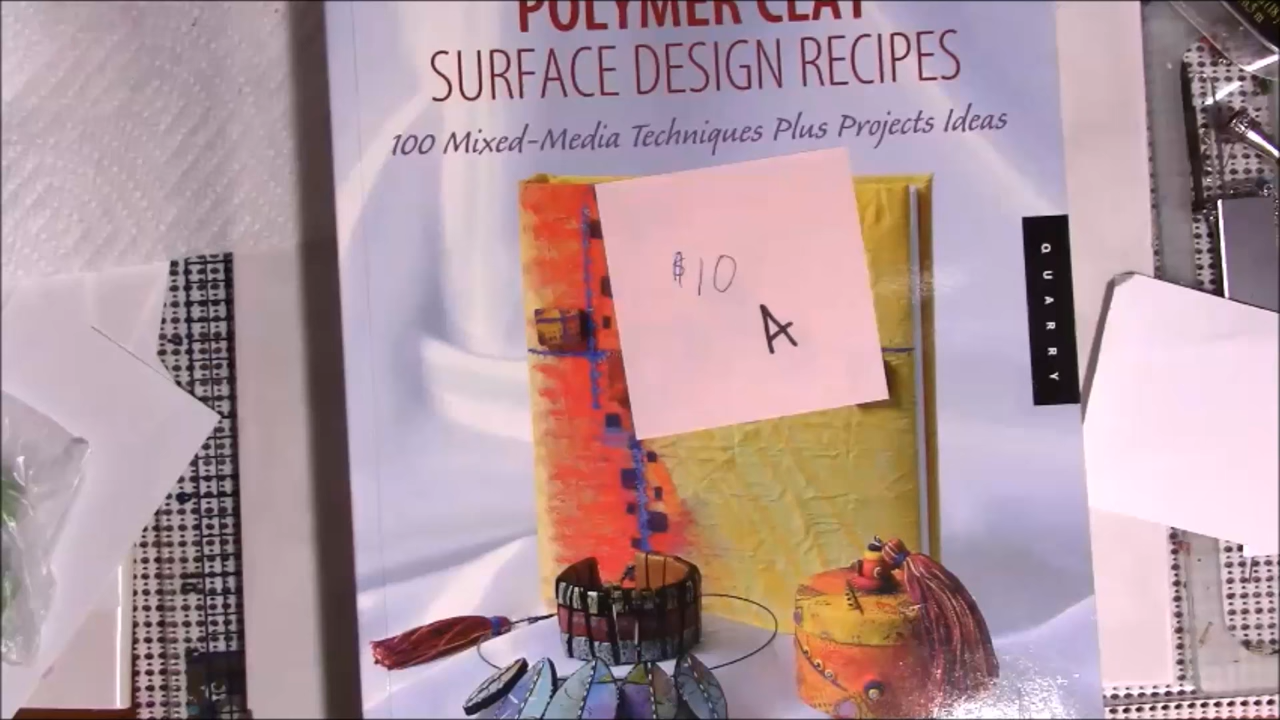 POLYMER CLAY
SURFACE DESIGN RECIPES
100 Mixed-Media Techniques Plus Projects Ideas
$10
A
QUARRY